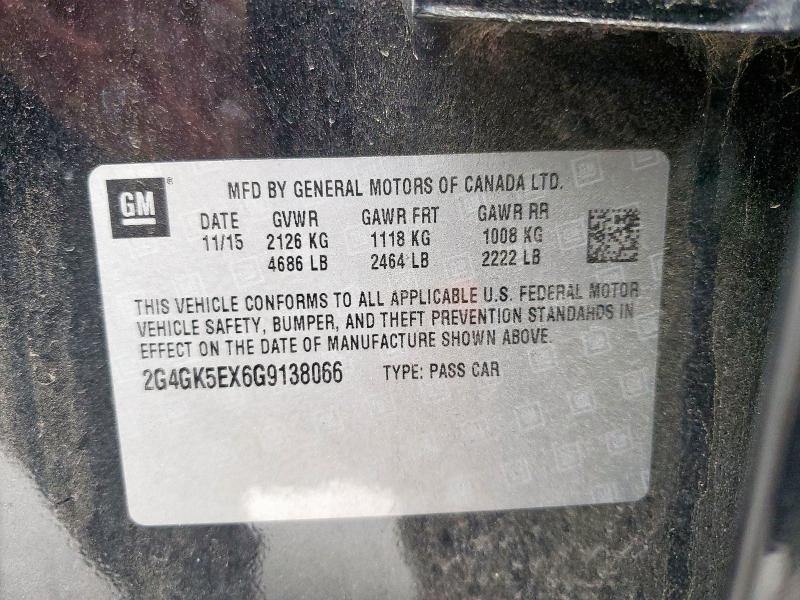 GM® MFD BY GENERAL MOTORS OF CANADA LTD.
DATE GVWR GAWR FRT GAWR RR
11/15 2126 KG 1118 KG 1008 KG
4686 LB 2464 LB 2222 LB
THIS VEHICLE CONFORMS TO ALL APPLICABLE U.S. FEDERAL MOTOR
VEHICLE SAFETY, BUMPER, AND THEFT PREVENTION STANDARDS IN
EFFECT ON THE DATE OF MANUFACTURE SHOWN ABOVE.
2G4GK5EX6G9138066 TYPE: PASS CAR